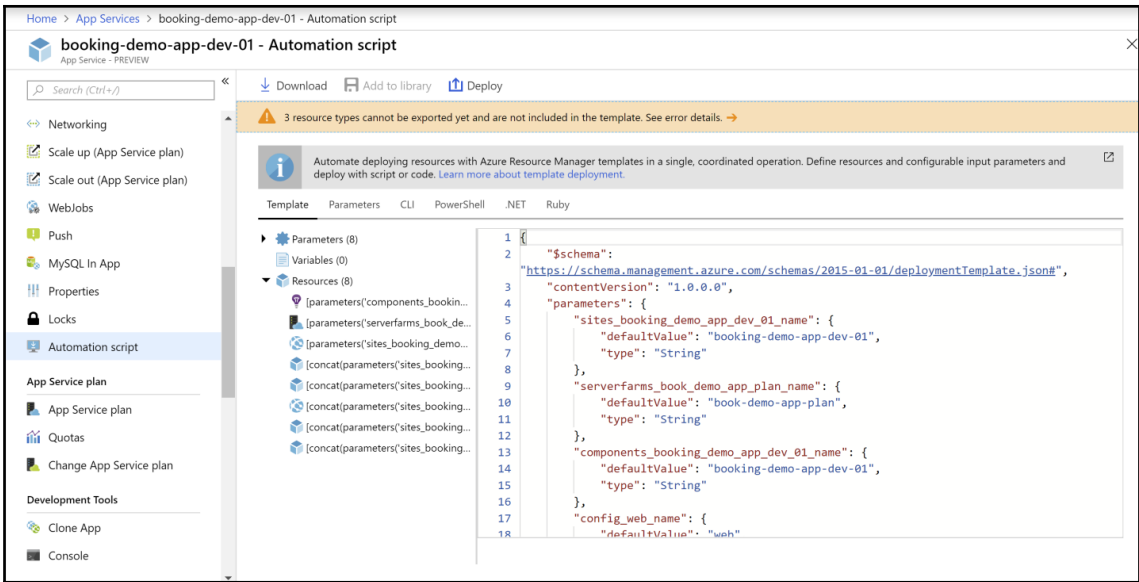 Home > App Services > booking-demo-app-dev-01 - Automation script
booking-demo-app-dev-01 - Automation script
App Service - PREVIEW
Search (Ctrl+/)
Networking
Scale up (App Service plan)
Scale out (App Service plan)
WebJobs
Push
MySQL In App
Properties
Locks
Automation script
App Service plan
App Service plan
Quotas
Change App Service plan
Development Tools
Clone App
Console
Download Add to library Deploy
3 resource types cannot be exported yet and are not included in the template. See error details. →
Automate deploying resources with Azure Resource Manager templates in a single, coordinated operation. Define resources and configurable input parameters and
deploy with script or code. Learn more about template deployment.
Template Parameters CLI PowerShell .NET Ruby
Parameters (8)
Variables (0)
Resources (8)
[parameters('components_bookin...
[parameters('serverfarms_book_de...
[parameters('sites_booking_demo...
[concat(parameters('sites_booking...
[concat(parameters('sites_booking...
[concat(parameters('sites_booking...
[concat(parameters('sites_booking...
[concat(parameters('sites_booking...
1 {
2 "$schema":
"https://schema.management.azure.com/schemas/2015-01-01/deploymentTemplate.json#",
3 "contentVersion": "1.0.0.0",
4 "parameters": {
5 "sites_booking_demo_app_dev_01_name": {
6 "defaultValue": "booking-demo-app-dev-01",
7 "type": "String"
8 },
9 "serverfarms_book_demo_app_plan_name": {
10 "defaultValue": "book-demo-app-plan",
11 "type": "String"
12 },
13 "components_booking_demo_app_dev_01_name": {
14 "defaultValue": "booking-demo-app-dev-01",
15 "type": "String"
16 },
17 "config_web_name": {
18 "defaultValue": "web"